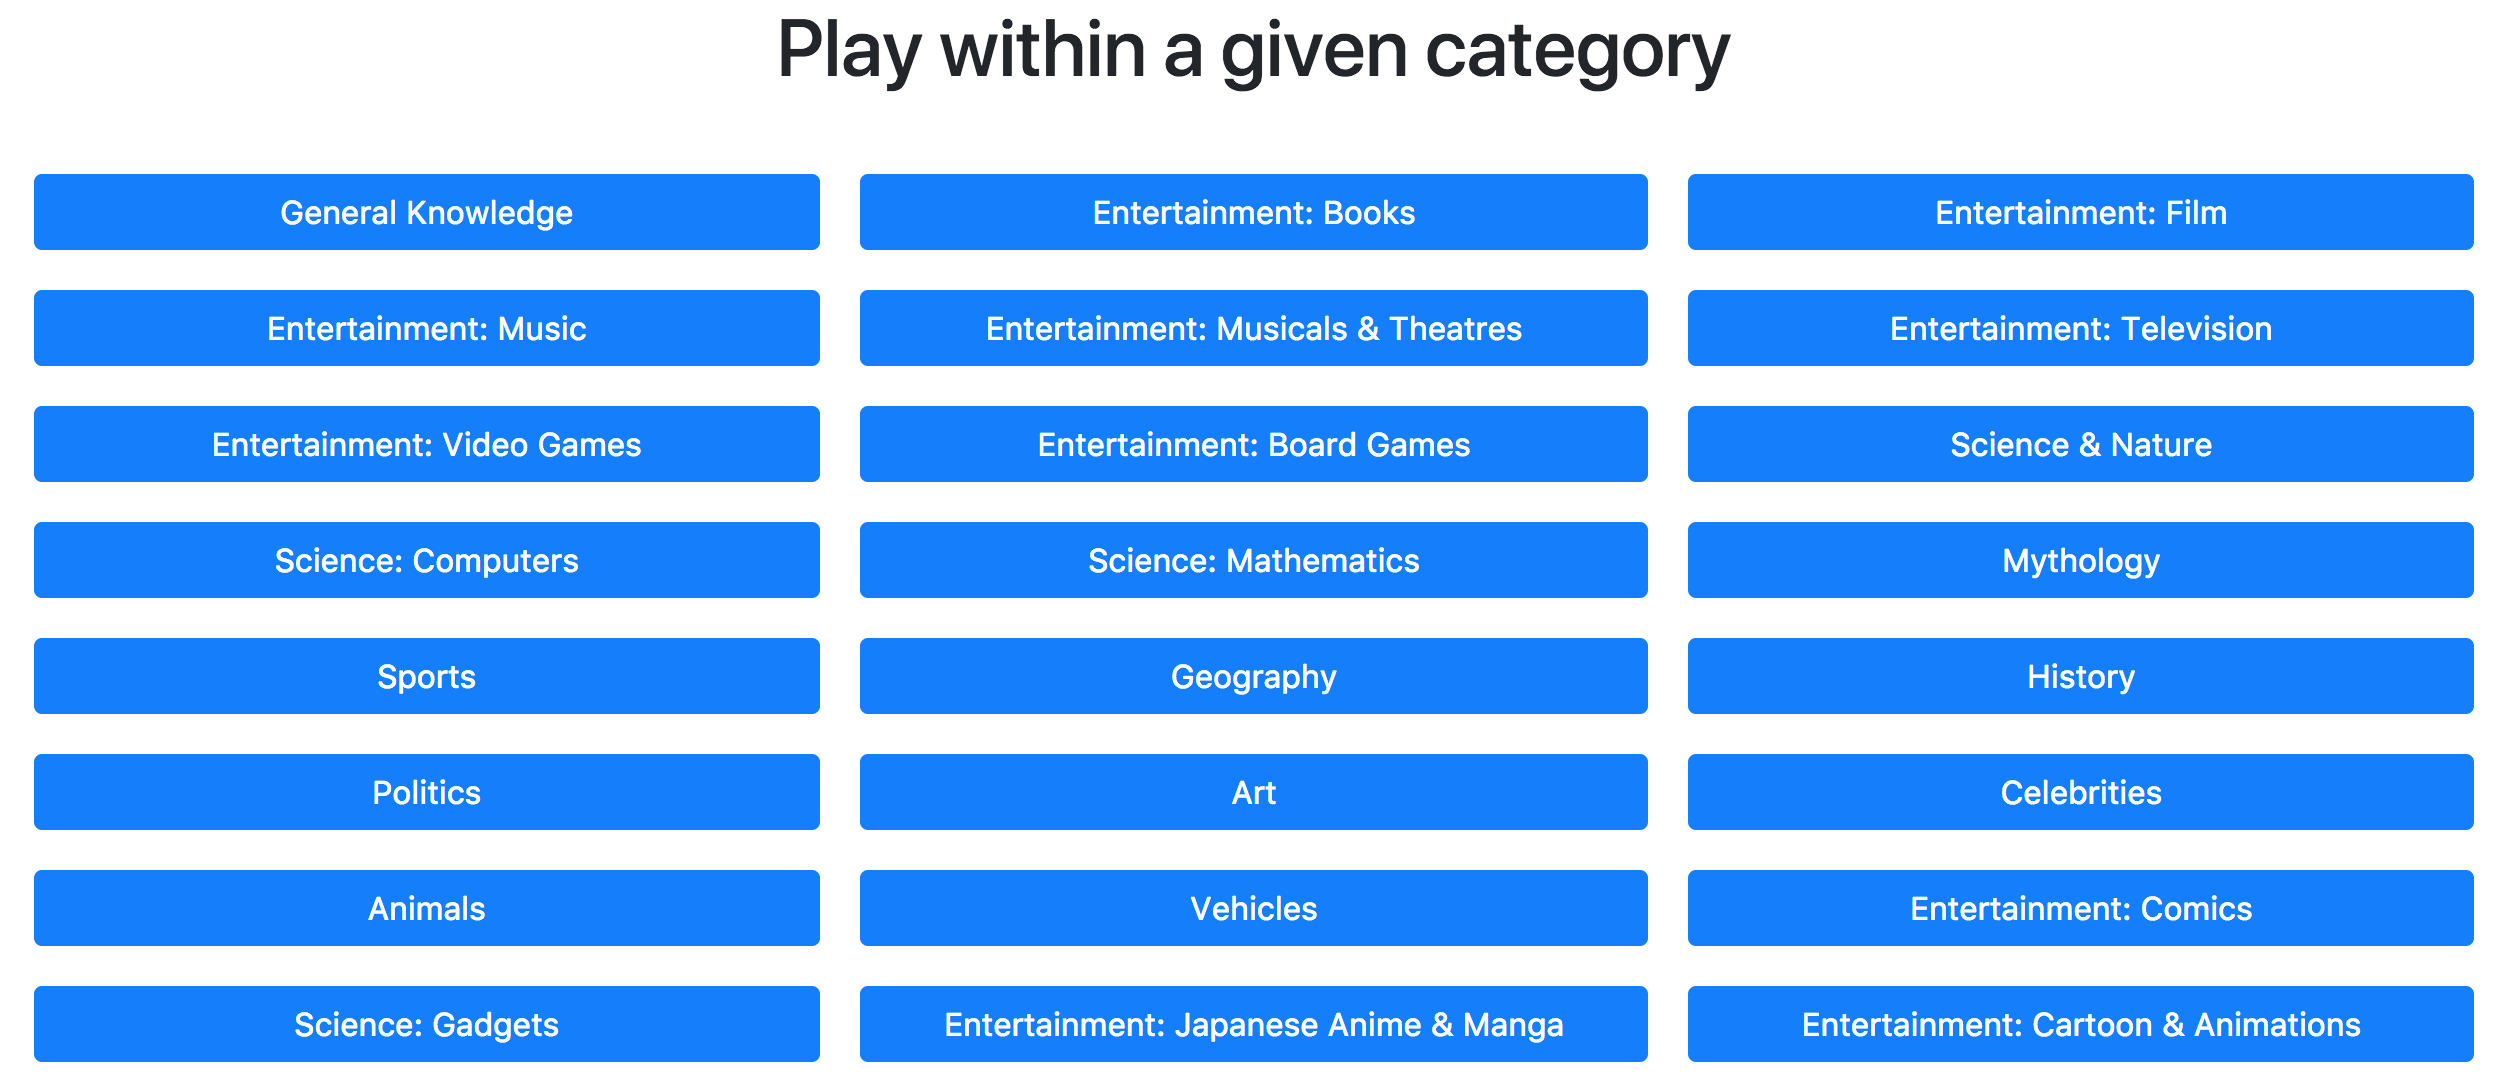 Play within a given category
General Knowledge
Entertainment: Books
Entertainment: Film
Entertainment: Music
Entertainment: Musicals & Theatres
Entertainment: Television
Entertainment: Video Games
Entertainment: Board Games
Science & Nature
Science: Computers
Science: Mathematics
Mythology
Sports
Geography
History
Politics
Art
Celebrities
Animals
Vehicles
Entertainment: Comics
Science: Gadgets
Entertainment: Japanese Anime & Manga
Entertainment: Cartoon & Animations